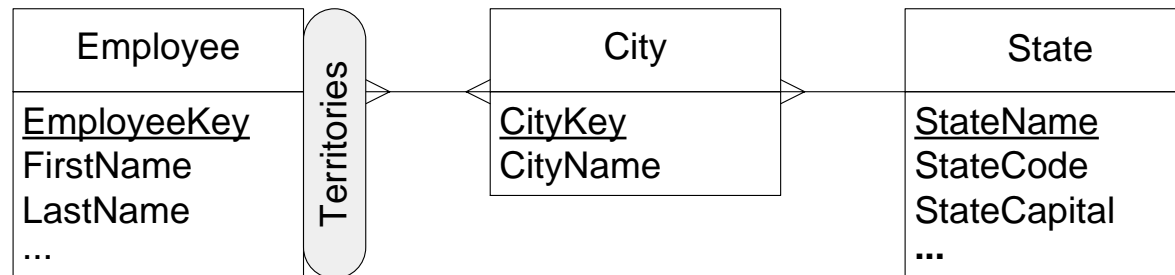 Employee
EmployeeKey
FirstName
LastName
...
Territories
City
CityKey
CityName
State
StateName
StateCode
StateCapital
...